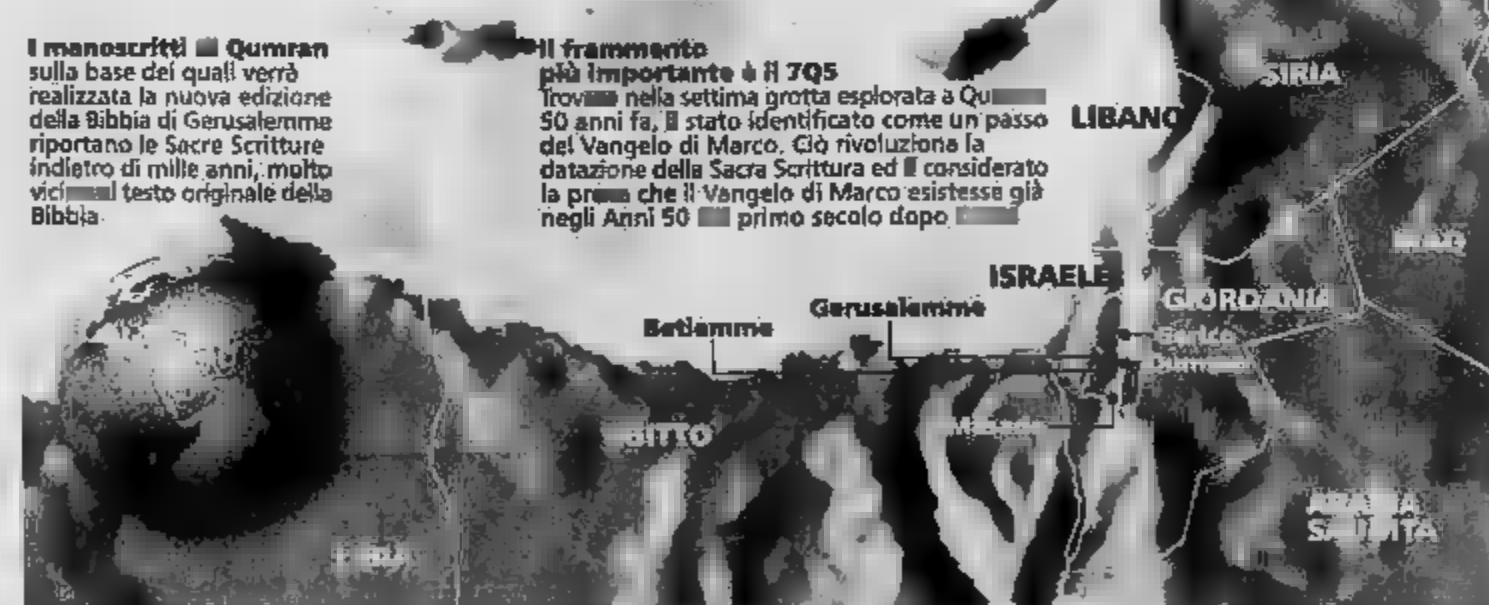 I manoscritti Qumran
sulla base dei quali verrà
realizzata la nuova edizione
della Bibbia di Gerusalemme
riportano le Sacre Scritture
indietro di mille anni, molto
testo originale della
Bibbia
Il frammento
più importante è il 7Q5
nella settima grotta esplorata a
50 anni fa, stato identificato come un passo
del Vangelo di Marco. Ciò rivoluziona la
datazione della Sacra Scrittura ed considerato
la che il Vangelo di Marco esistesse già
negli Anni 50 primo secolo dopo
SIRIA
LIBANO
ISRAELE
GIORDANIA
Gerusalemme
Betlemme
Gerico
ARABIA
SAUDITA